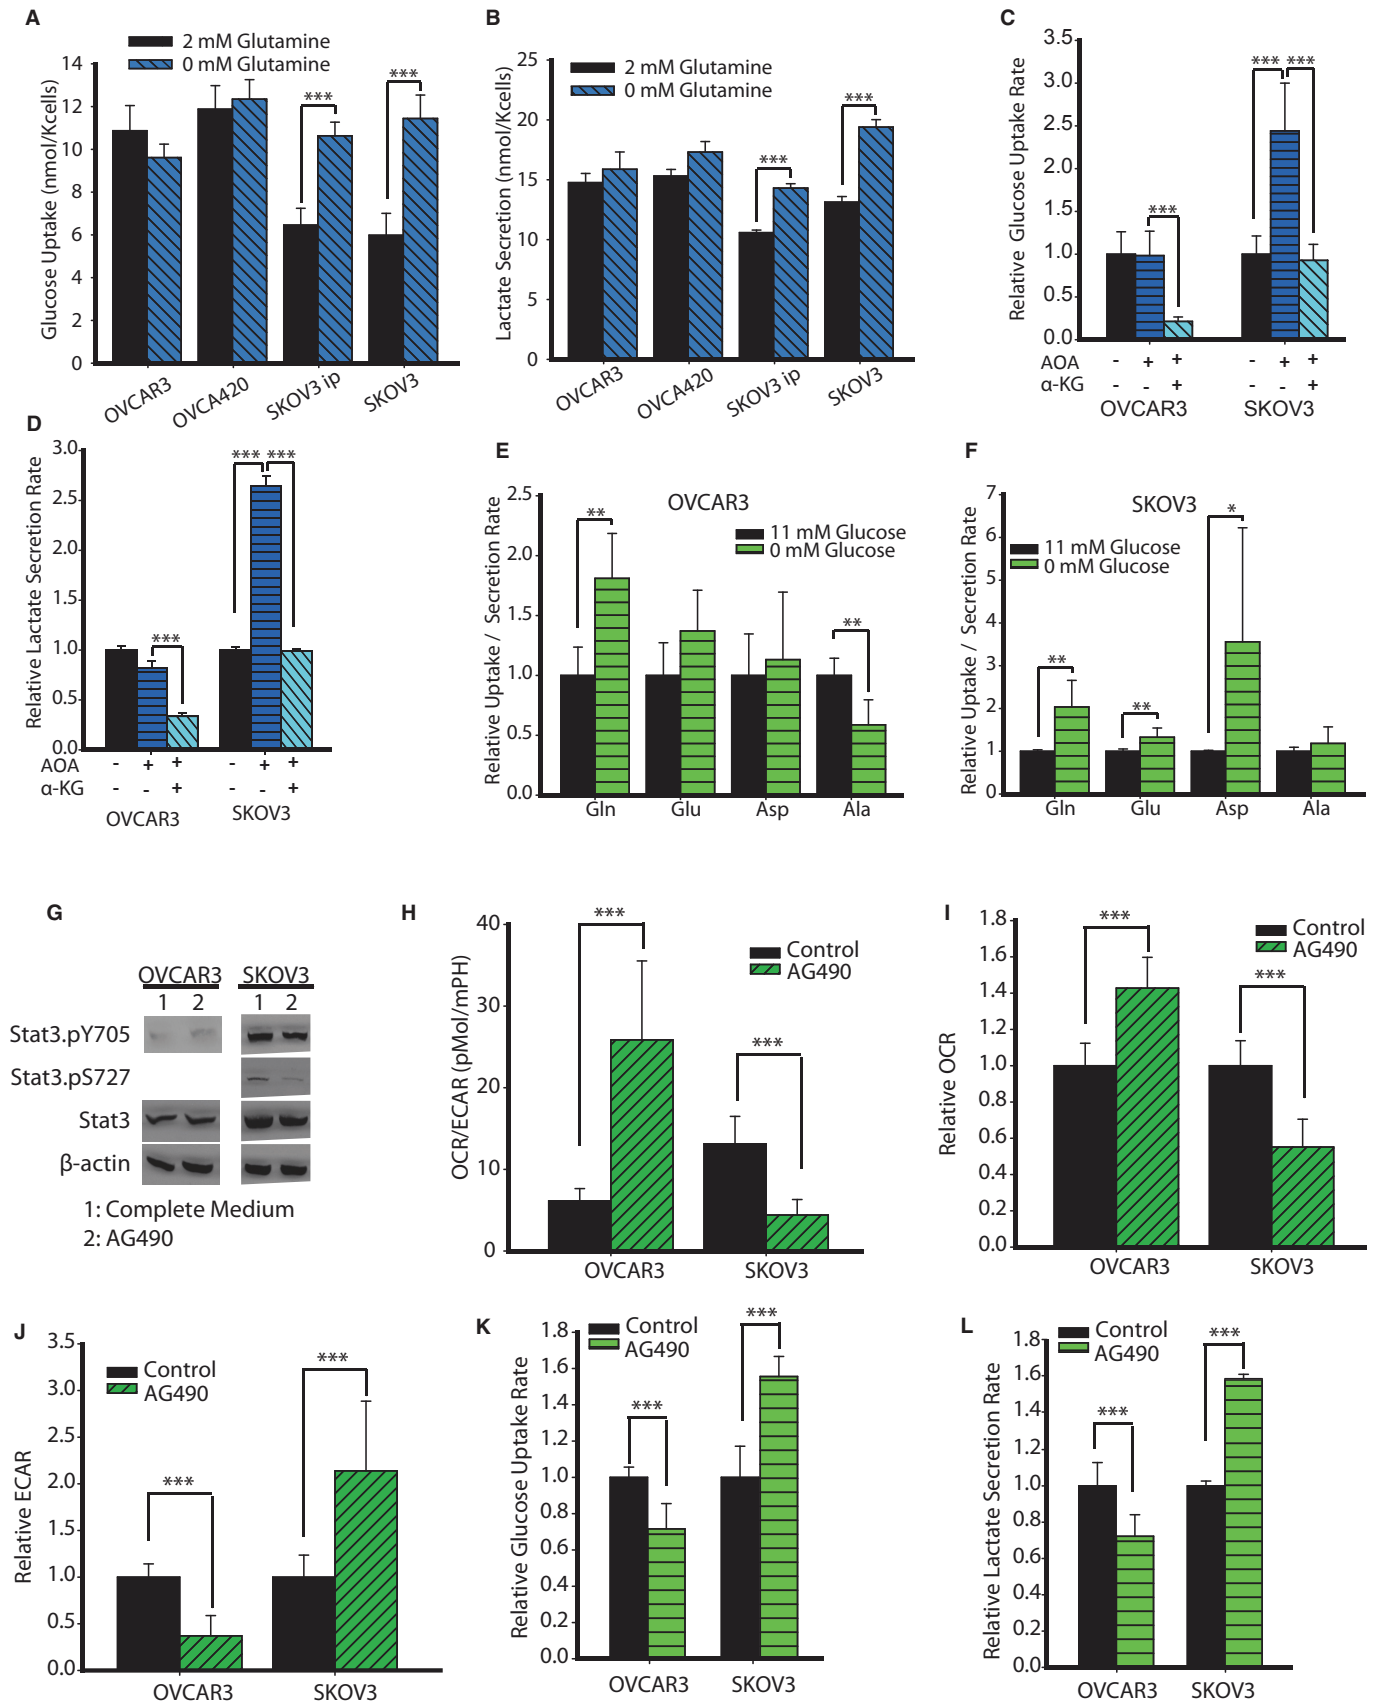 A
2 mM Glutamine
0 mM Glutamine
Glucose Uptake (nmol/Kcells)
14
12
10
8
6
4
2
0
***
***
OVCAR3
OVCA420
SKOV3 ip
SKOV3
B
2 mM Glutamine
0 mM Glutamine
Lactate Secretion (nmol/Kcells)
25
20
15
10
5
0
***
***
OVCAR3
OVCA420
SKOV3 ip
SKOV3
C
Relative Glucose Uptake Rate
3.5
3.0
2.5
2.0
1.5
1.0
0.5
0.0
***
*** ***
AOA - + + - + +
α-KG - - + - - +
OVCAR3 SKOV3
D
Relative Lactate Secretion Rate
3.0
2.5
2.0
1.5
1.0
0.5
0.0
***
*** ***
AOA - + + - + +
α-KG - - + - - +
OVCAR3 SKOV3
E
OVCAR3
11 mM Glucose
0 mM Glucose
Relative Uptake / Secretion Rate
2.5
2.0
1.5
1.0
0.5
0.0
**
**
Gln Glu Asp Ala
F
SKOV3
11 mM Glucose
0 mM Glucose
Relative Uptake / Secretion Rate
7
6
5
4
3
2
1
0
**
**
*
Gln Glu Asp Ala
G
OVCAR3 SKOV3
1 2 1 2
Stat3.pY705
Stat3.pS727
Stat3
β-actin
1: Complete Medium
2: AG490
H
Control
AG490
OCR/ECAR (pMol/mPH)
40
30
20
10
0
***
***
OVCAR3 SKOV3
I
Control
AG490
Relative OCR
1.8
1.6
1.4
1.2
1.0
0.8
0.6
0.4
0.2
0.0
***
***
OVCAR3 SKOV3
J
Control
AG490
Relative ECAR
3.5
3.0
2.5
2.0
1.5
1.0
0.5
0.0
***
***
OVCAR3 SKOV3
K
Control
AG490
Relative Glucose Uptake Rate
1.8
1.6
1.4
1.2
1.0
0.8
0.6
0.4
0.2
0.0
***
***
OVCAR3 SKOV3
L
Control
AG490
Relative Lactate Secretion Rate
1.8
1.6
1.4
1.2
1.0
0.8
0.6
0.4
0.2
0.0
***
***
OVCAR3 SKOV3